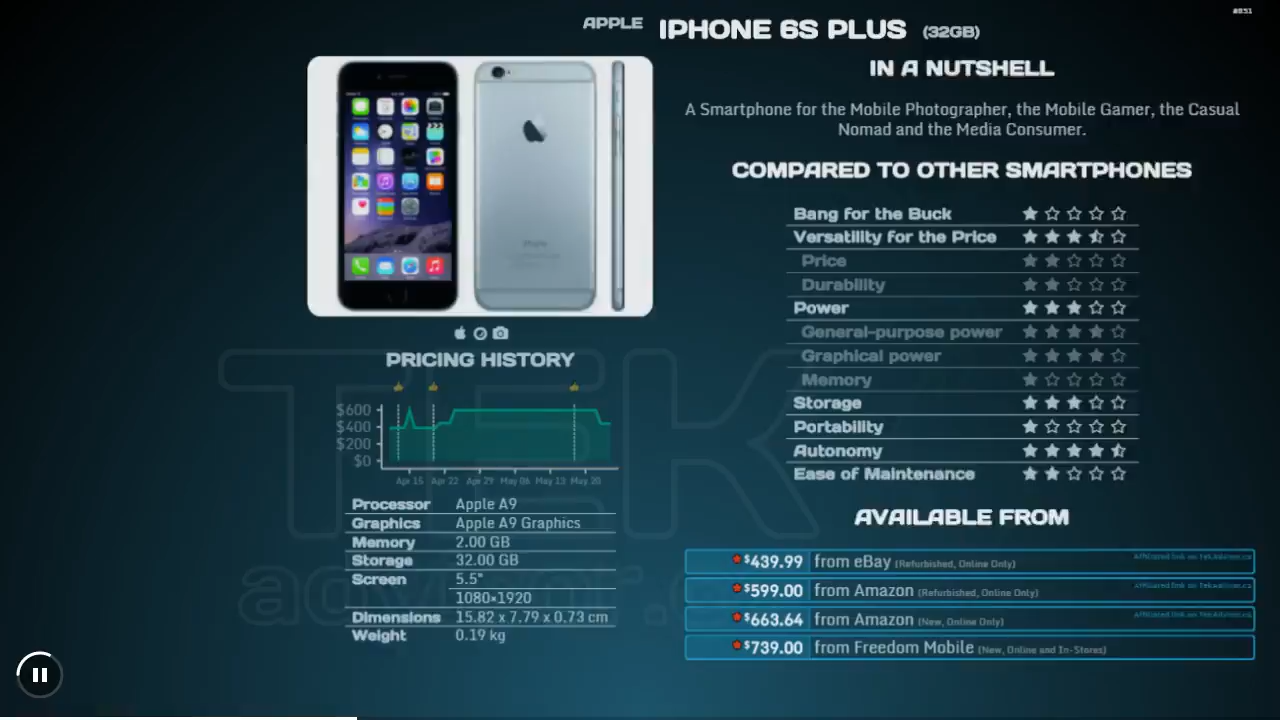 APPLE IPHONE 6S PLUS (32GB)
IN A NUTSHELL
A Smartphone for the Mobile Photographer, the Mobile Gamer, the Casual
Nomad and the Media Consumer.
COMPARED TO OTHER SMARTPHONES
Bang for the Buck
Versatility for the Price
Price
Durability
Power
General-purpose power
Graphical power
Memory
Storage
Portability
Autonomy
Ease of Maintenance
PRICING HISTORY
$600
$400
$200
$0
Apr 15 Apr 22 Apr 29 May 06 May 13 May 20
Processor Apple A9
Graphics Apple A9 Graphics
Memory 2.00 GB
Storage 32.00 GB
Screen 5.5"
1080×1920
Dimensions 15.82 x 7.79 x 0.73 cm
Weight 0.19 kg
AVAILABLE FROM
$439.99 from eBay (Refurbished, Online Only)
$599.00 from Amazon (Refurbished, Online Only)
$663.64 from Amazon (New, Online Only)
$739.00 from Freedom Mobile (New, Online and In-Stores)